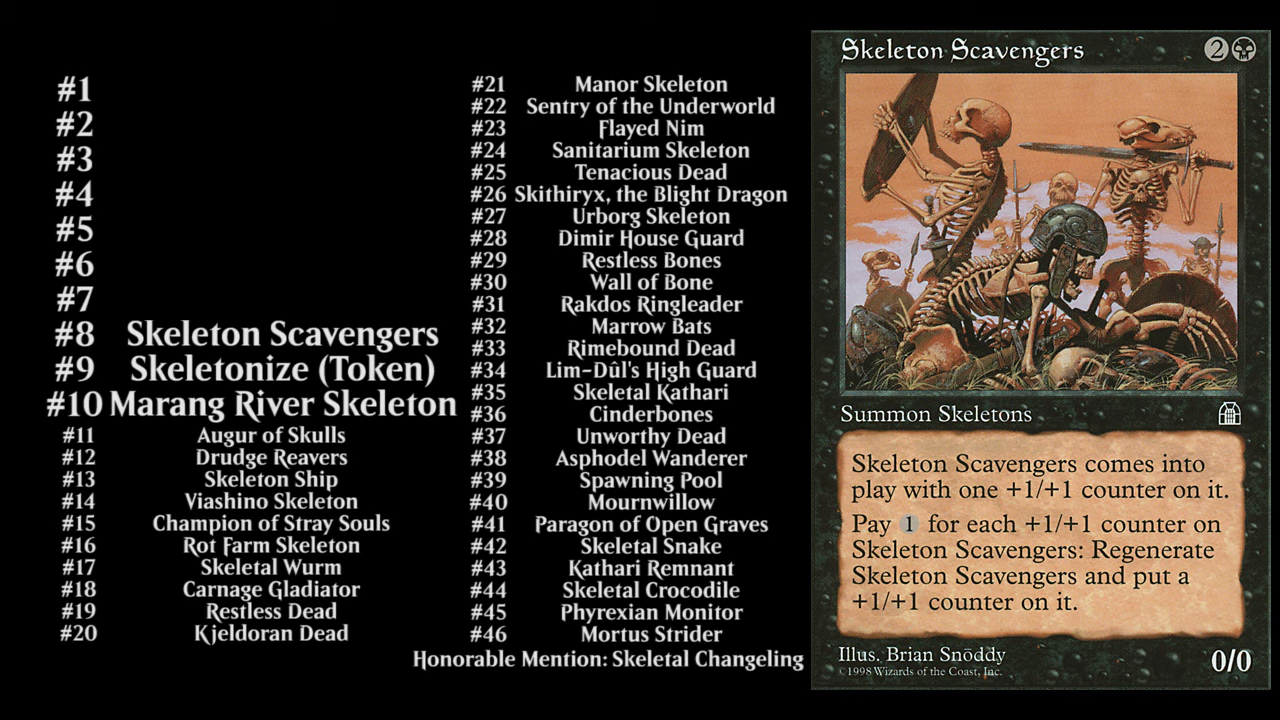 #1
#2
#3
#4
#5
#6
#7
#8 Skeleton Scavengers
#9 Skeletonize (Token)
#10 Marang River Skeleton
#11 Augur of Skulls
#12 Drudge Reavers
#13 Skeleton Ship
#14 Viashino Skeleton
#15 Champion of Stray Souls
#16 Rot Farm Skeleton
#17 Skeletal Wurm
#18 Carnage Gladiator
#19 Restless Dead
#20 Kjeldoran Dead
#21 Manor Skeleton
#22 Sentry of the Underworld
#23 Flayed Nim
#24 Sanitarium Skeleton
#25 Tenacious Dead
#26 Skithiryx, the Blight Dragon
#27 Urborg Skeleton
#28 Dimir House Guard
#29 Restless Bones
#30 Wall of Bone
#31 Rakdos Ringleader
#32 Marrow Bats
#33 Rimebound Dead
#34 Lim-Dûl's High Guard
#35 Skeletal Kathari
#36 Cinderbones
#37 Unworthy Dead
#38 Asphodel Wanderer
#39 Spawning Pool
#40 Mournwillow
#41 Paragon of Open Graves
#42 Skeletal Snake
#43 Kathari Remnant
#44 Skeletal Crocodile
#45 Phyrexian Monitor
#46 Mortus Strider
Honorable Mention: Skeletal Changeling
Skeleton Scavengers 2
Summon Skeletons
Skeleton Scavengers comes into
play with one +1/+1 counter on it.
Pay 1 for each +1/+1 counter on
Skeleton Scavengers: Regenerate
Skeleton Scavengers and put a
+1/+1 counter on it.
Illus. Brian Snōddy
©1998 Wizards of the Coast, Inc.
0/0